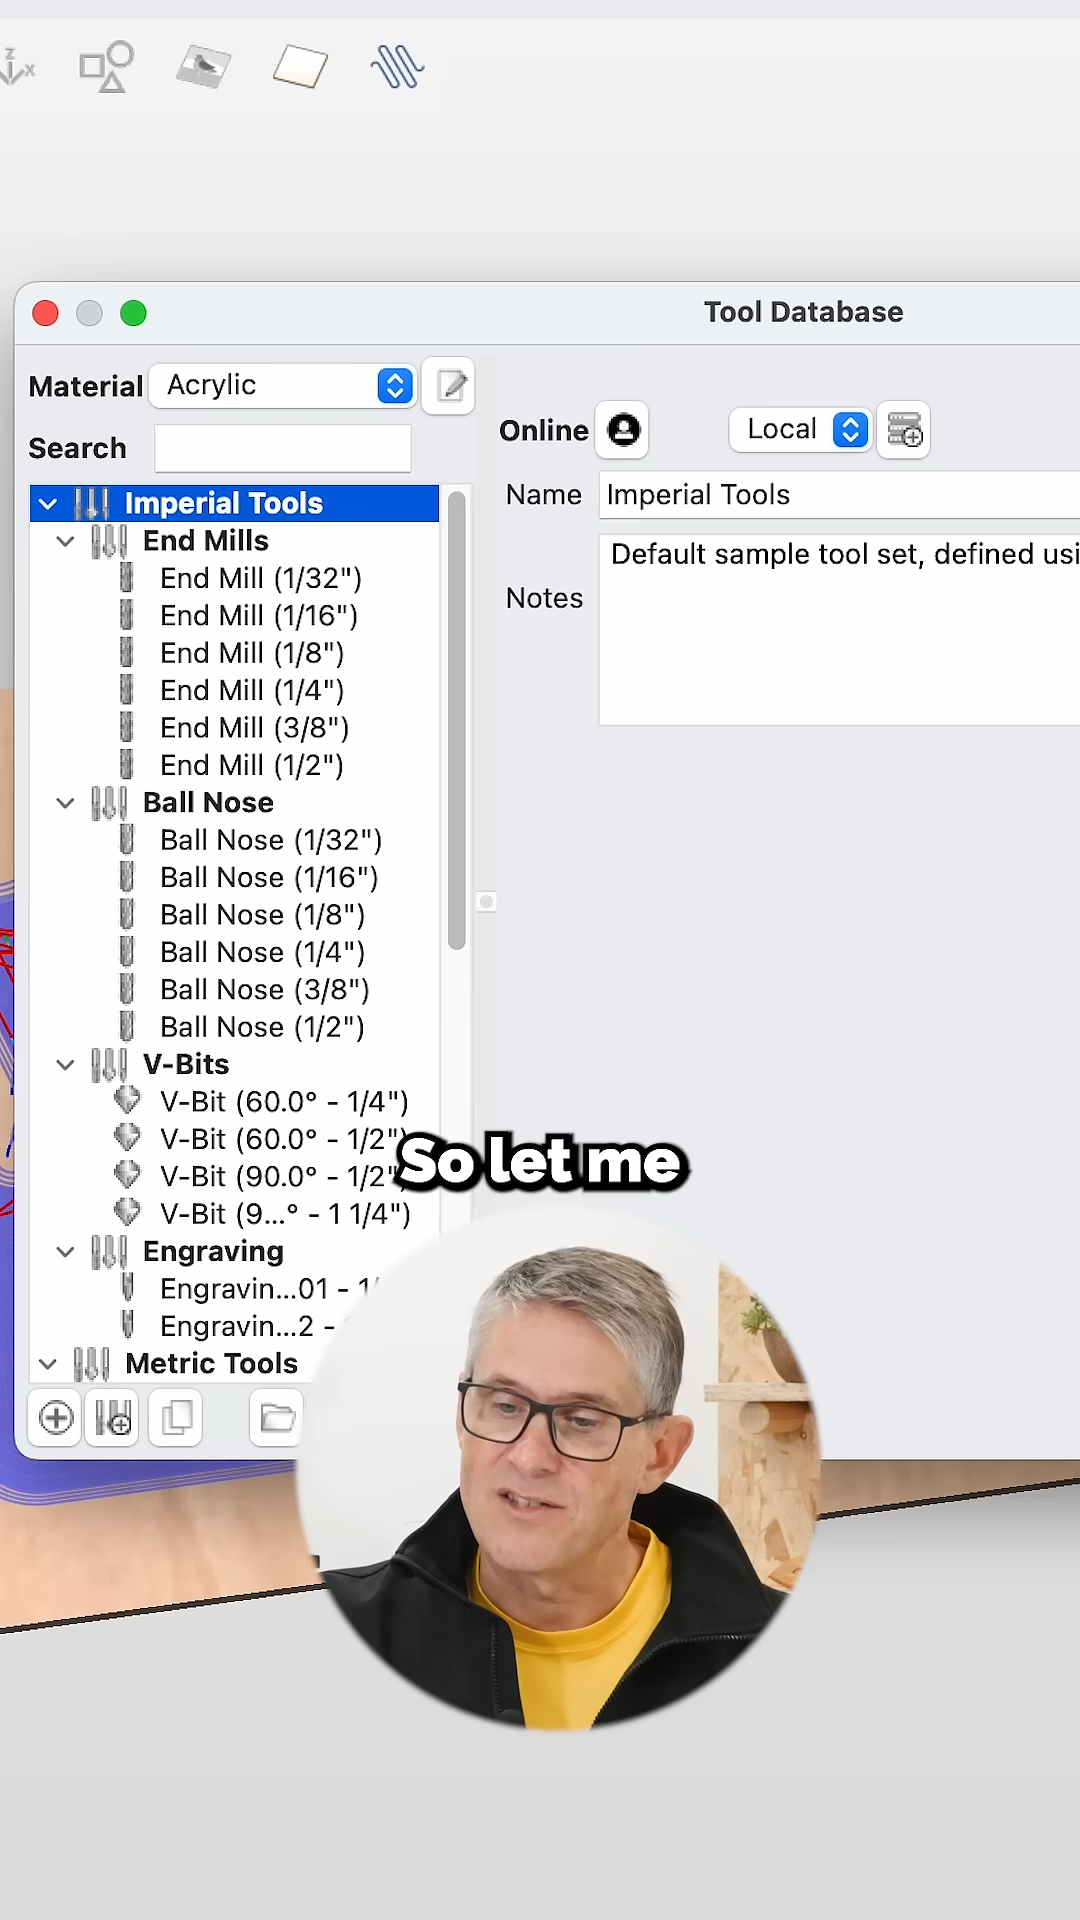 z
x
Tool Database
Material Acrylic
Search
Online Local
Name Imperial Tools
Default sample tool set, defined usi
Notes
Imperial Tools
End Mills
End Mill (1/32")
End Mill (1/16")
End Mill (1/8")
End Mill (1/4")
End Mill (3/8")
End Mill (1/2")
Ball Nose
Ball Nose (1/32")
Ball Nose (1/16")
Ball Nose (1/8")
Ball Nose (1/4")
Ball Nose (3/8")
Ball Nose (1/2")
V-Bits
V-Bit (60.0° - 1/4")
V-Bit (60.0° - 1/2")
V-Bit (90.0° - 1/2"
V-Bit (9...° - 1 1/4")
Engraving
Engravin...01 - 1/
Engravin...2 -
Metric Tools
So let me